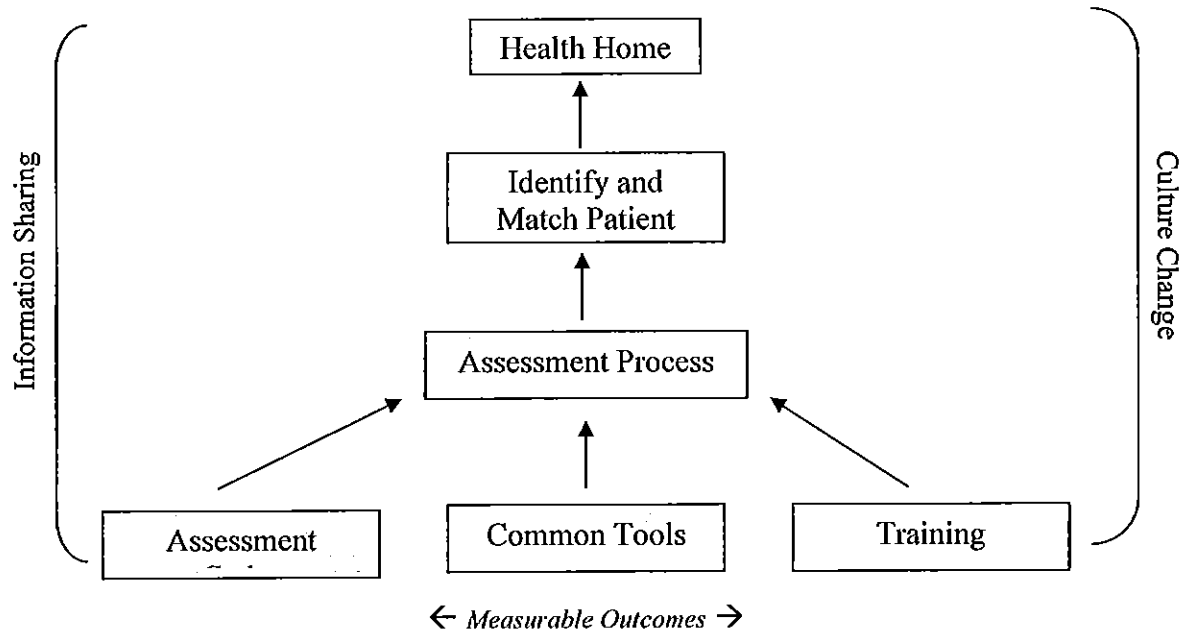 Health Home
Identify and
Match Patient
Assessment Process
Assessment
Common Tools
Training
← Measurable Outcomes →
Information Sharing
Culture Change